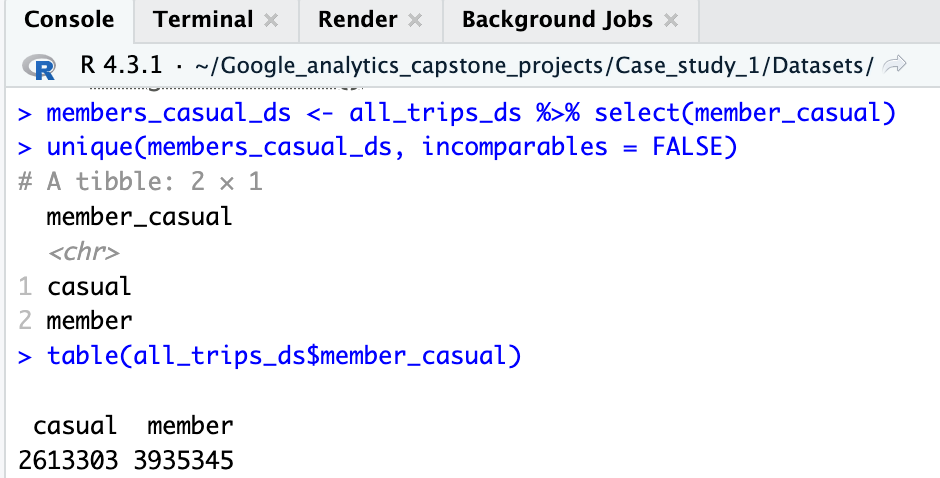 Console Terminal × Render × Background Jobs ×
R R 4.3.1 · ~/Google_analytics_capstone_projects/Case_study_1/Datasets/
> members_casual_ds <- all_trips_ds %>% select(member_casual)
> unique(members_casual_ds, incomparables = FALSE)
# A tibble: 2 × 1
member_casual
<chr>
1 casual
2 member
> table(all_trips_ds$member_casual)
casual member
2613303 3935345